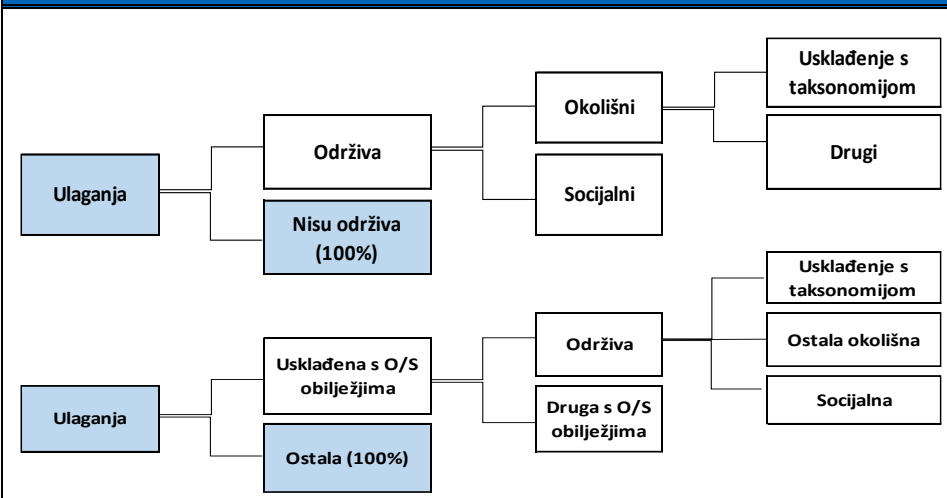 Ulaganja
Održiva
Nisu održiva
(100%)
Okolišni
Socijalni
Usklađenje s
taksonomijom
Drugi
Ulaganja
Usklađena s O/S
obilježjima
Ostala (100%)
Održiva
Druga s O/S
obilježjima
Usklađenje s
taksonomijom
Ostala okolišna
Socijalna